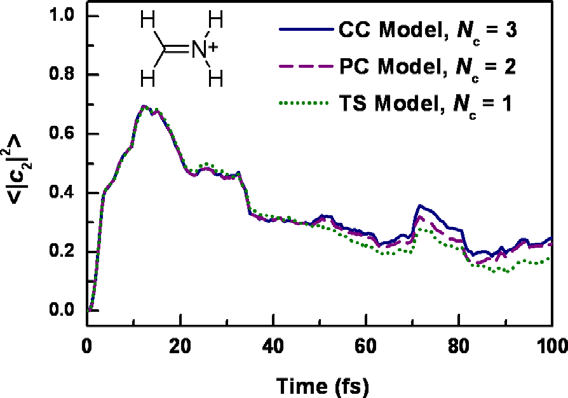 1.0
0.8
0.6
0.4
0.2
0.0
<|c₂|²>
H H
N+
H H
CC Model, Nc = 3
PC Model, Nc = 2
TS Model, Nc = 1
0 20 40 60 80 100
Time (fs)